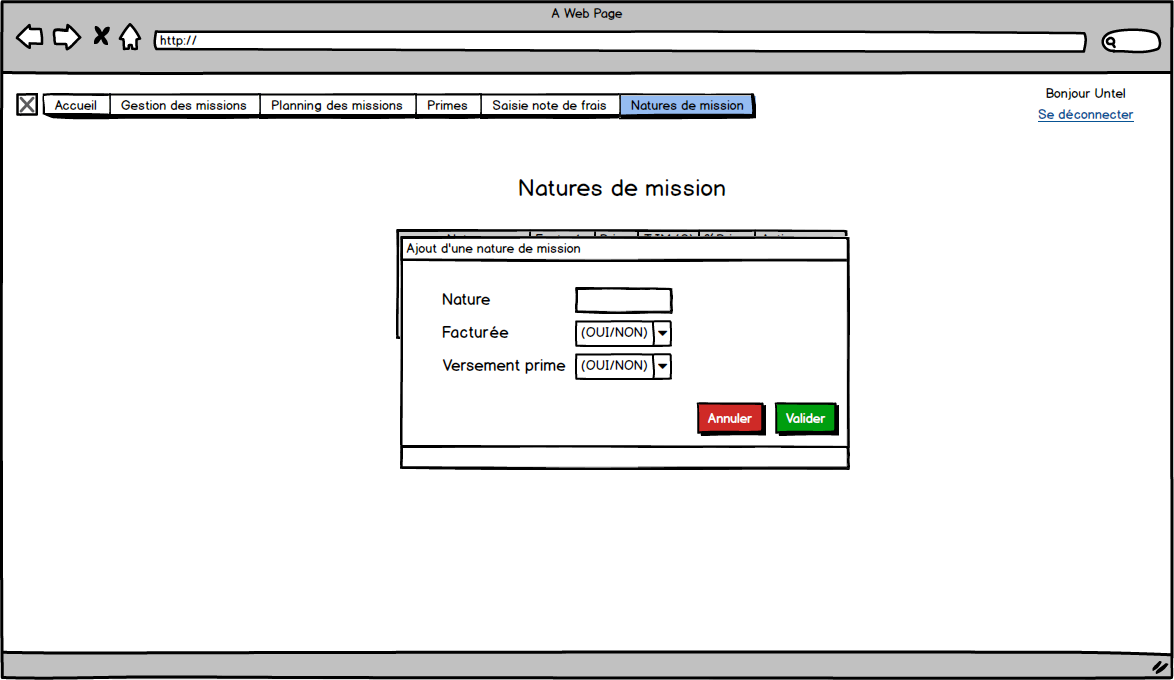 A Web Page
http://
Accueil Gestion des missions Planning des missions Primes Saisie note de frais Natures de mission
Bonjour Untel
Se déconnecter
Natures de mission
Ajout d'une nature de mission
Nature
Facturée (OUI/NON)
Versement prime (OUI/NON)
Annuler Valider